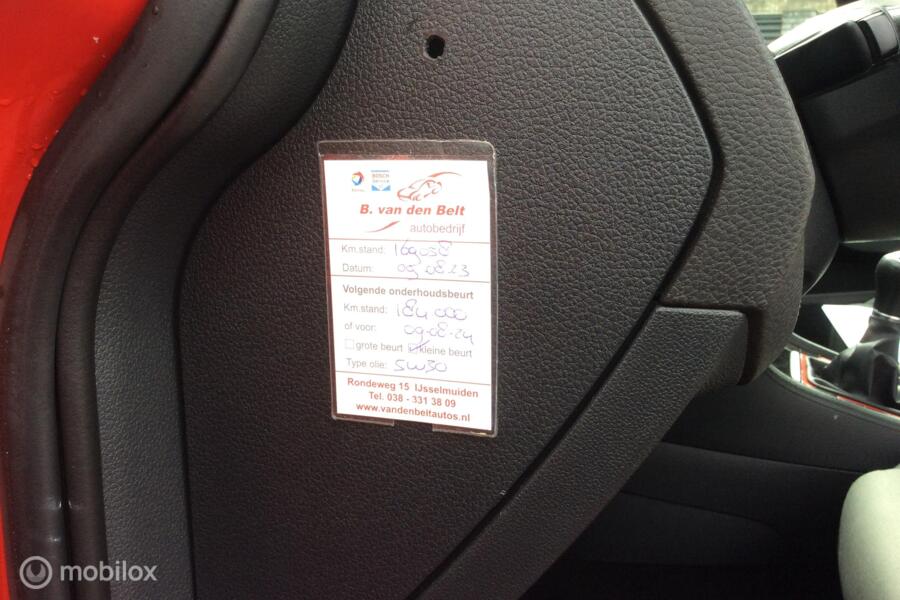 BOSCH
Service
B. van den Belt
autobedrijf
Km.stand: 169038
Datum: 09-08-23
Volgende onderhoudsbeurt
Km.stand: 184 000
of voor: 09-08-24
grote beurt kleine beurt
Type olie: 5W30
Rondeweg 15 IJsselmuiden
Tel. 038 - 331 38 09
www.vandenbeltautos.nl
mobilox